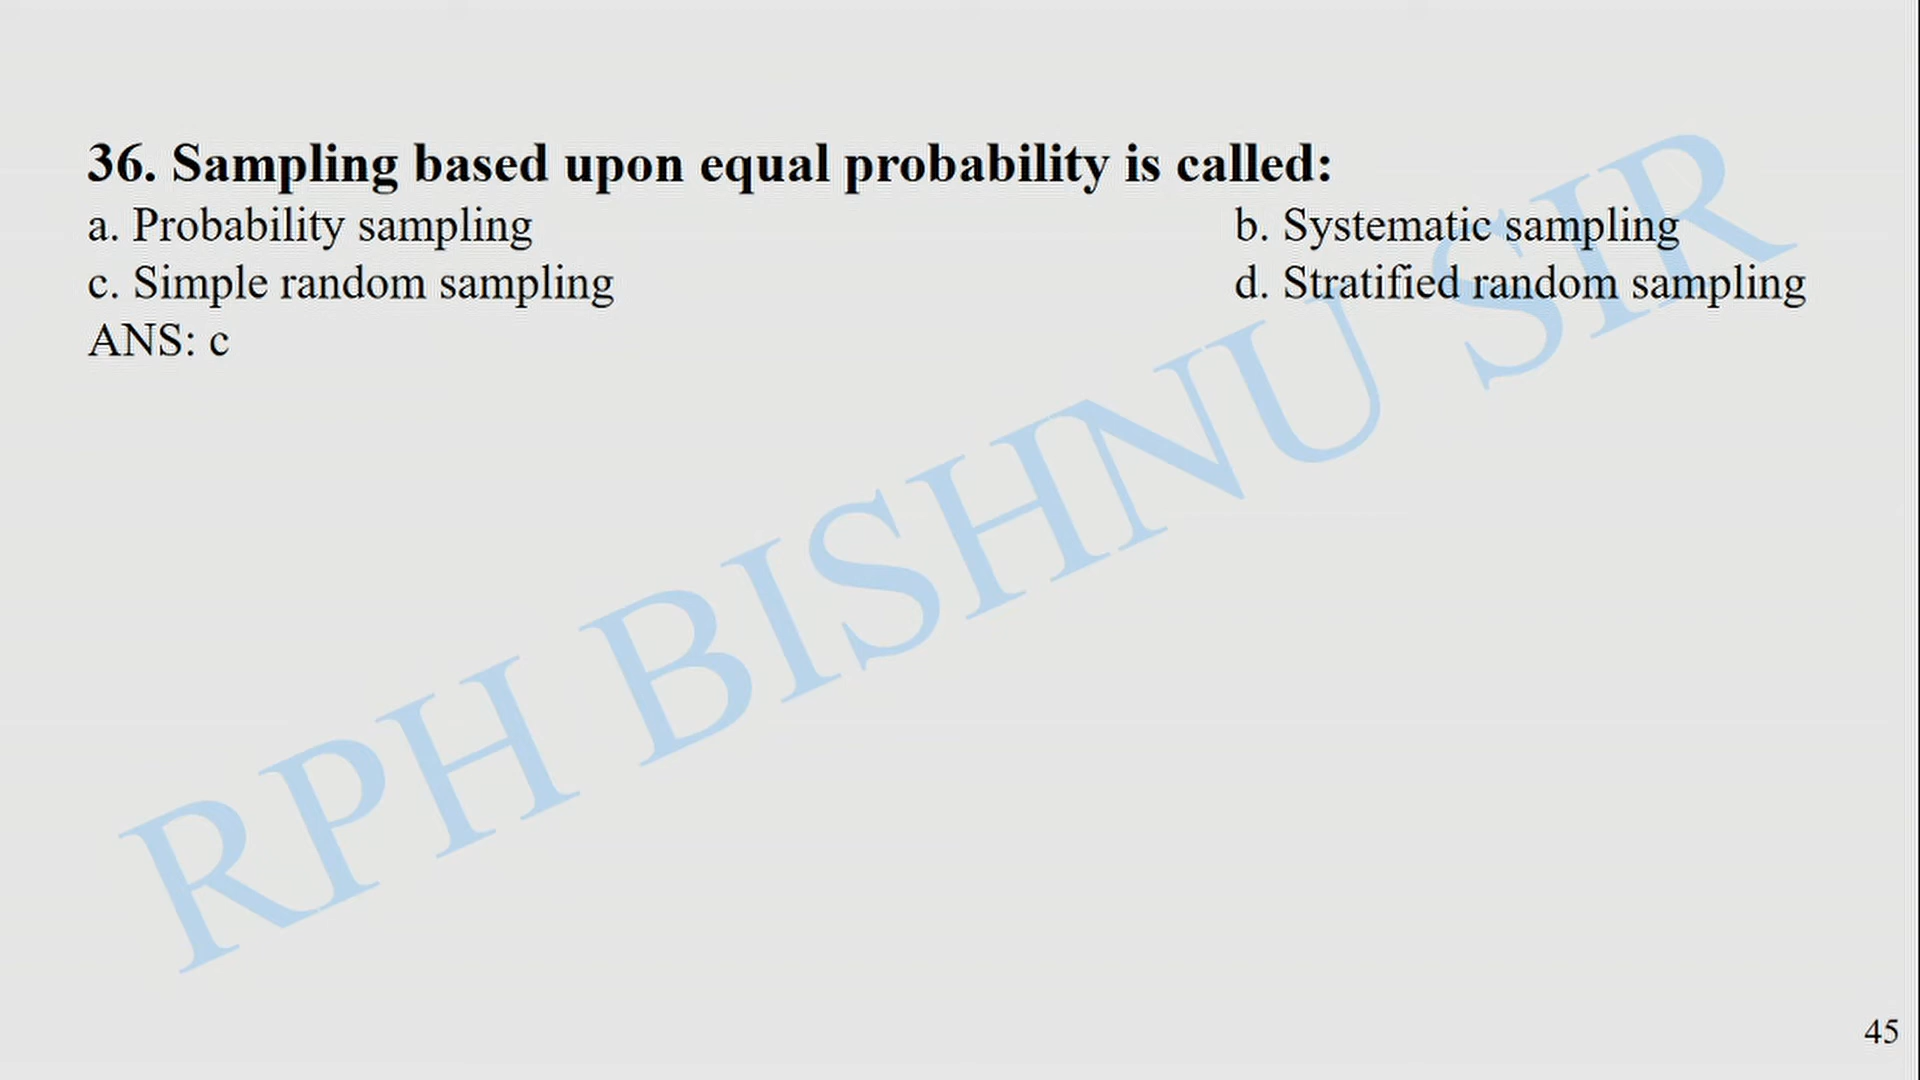 36. Sampling based upon equal probability is called:
a. Probability sampling b. Systematic sampling
c. Simple random sampling d. Stratified random sampling
ANS: c
RPH BISHNU SIR
45